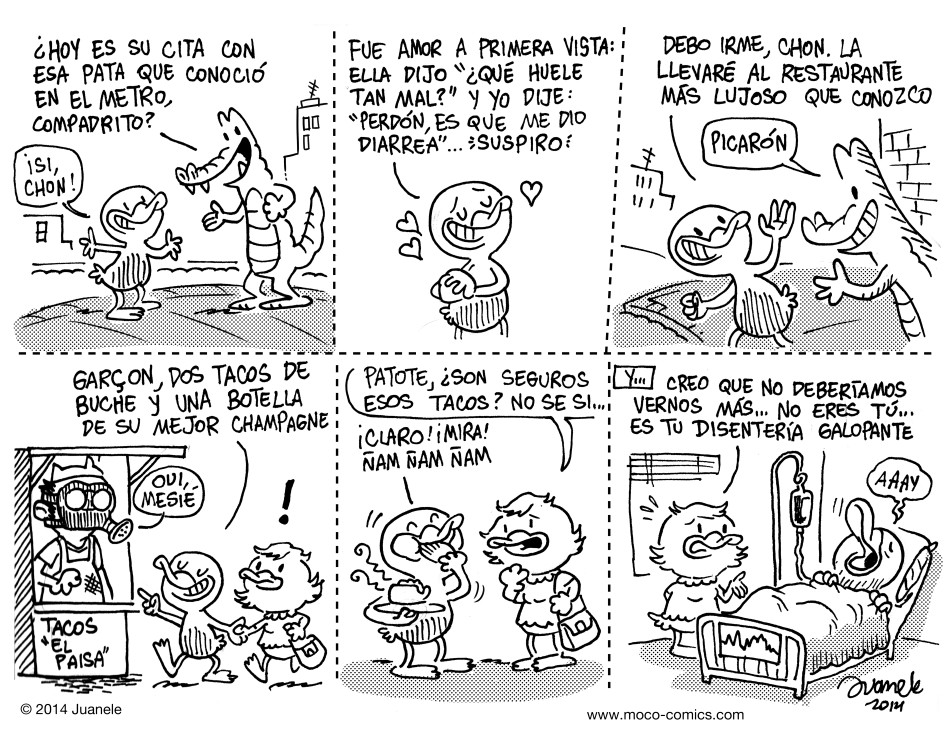 ¿HOY ES SU CITA CON
ESA PATA QUE CONOCIÓ
EN EL METRO,
COMPADRITO?
¡SI,
CHON!
FUE AMOR A PRIMERA VISTA:
ELLA DIJO "¿QUÉ HUELE
TAN MAL?" Y YO DIJE:
"PERDÓN, ES QUE ME DIO
DIARREA"... SUSPIRO
DEBO IRME, CHON. LA
LLEVARÉ AL RESTAURANTE
MÁS LUJOSO QUE CONOZCO
PICARÓN
GARÇON, DOS TACOS DE
BUCHE Y UNA BOTELLA
DE SU MEJOR CHAMPAGNE
OUI,
MESIÉ
!
TACOS
"EL
PAISA"
PATOTE, ¿SON SEGUROS
ESOS TACOS? NO SE SI...
¡CLARO! ¡MIRA!
ÑAM ÑAM ÑAM
Y...
CREO QUE NO DEBERÍAMOS
VERNOS MÁS... NO ERES TÚ...
ES TU DISENTERÍA GALOPANTE
AAAY
Juanele
2014
© 2014 Juanele
www.moco-comics.com